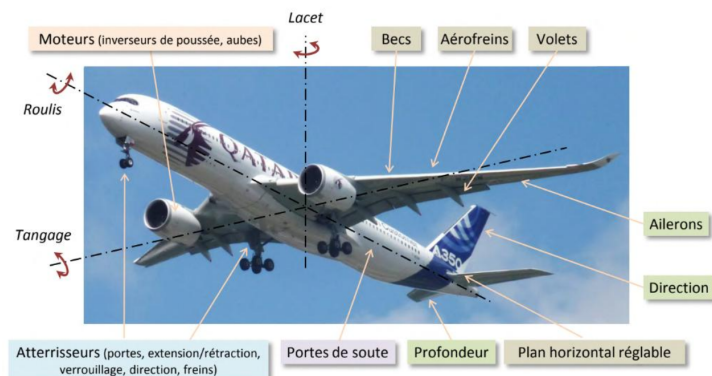 Lacet
Moteurs (inverseurs de poussée, aubes)
Becs
Aérofreins
Volets
Roulis
QATAR
Ailerons
Tangage
A350
Direction
Atterrisseurs (portes, extension/rétraction,
verrouillage, direction, freins)
Portes de soute
Profondeur
Plan horizontal réglable